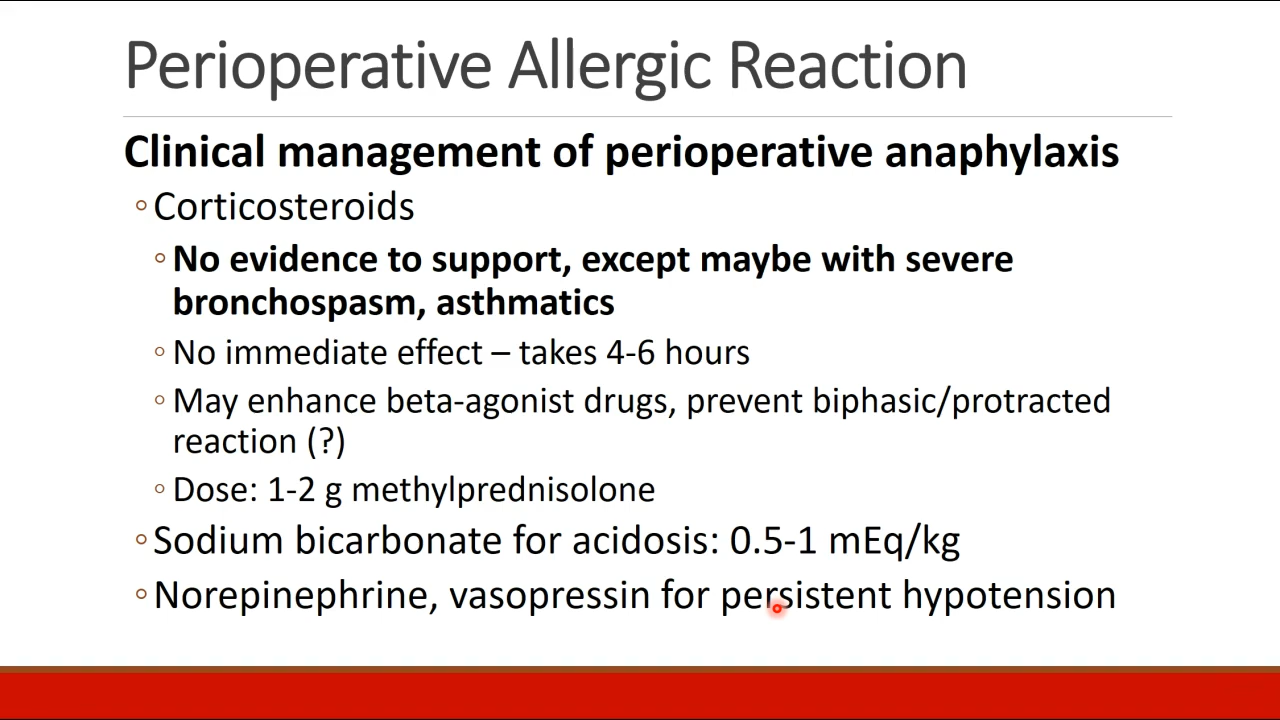 Perioperative Allergic Reaction
Clinical management of perioperative anaphylaxis
◦Corticosteroids
◦No evidence to support, except maybe with severe
bronchospasm, asthmatics
◦No immediate effect – takes 4-6 hours
◦May enhance beta-agonist drugs, prevent biphasic/protracted
reaction (?)
◦Dose: 1-2 g methylprednisolone
◦Sodium bicarbonate for acidosis: 0.5-1 mEq/kg
◦Norepinephrine, vasopressin for persistent hypotension